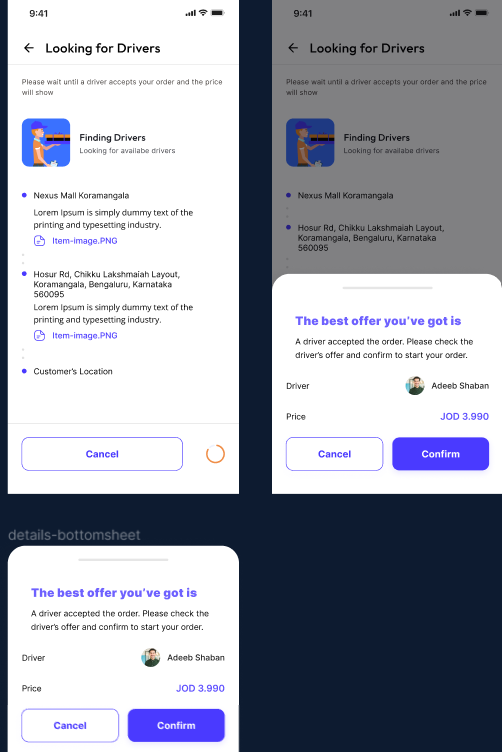 9:41
Looking for Drivers
Please wait until a driver accepts your order and the price
will show
Finding Drivers
Looking for availabe drivers
Nexus Mall Koramangala
Lorem Ipsum is simply dummy text of the
printing and typesetting industry.
Item-image.PNG
Hosur Rd, Chikku Lakshmaiah Layout,
Koramangala, Bengaluru, Karnataka
560095
Lorem Ipsum is simply dummy text of the
printing and typesetting industry.
Item-image.PNG
Customer's Location
Cancel
9:41
Looking for Drivers
Please wait until a driver accepts your order and the price
will show
Finding Drivers
Looking for availabe drivers
Nexus Mall Koramangala
Hosur Rd, Chikku Lakshmaiah Layout,
Koramangala, Bengaluru, Karnataka
560095
The best offer you've got is
A driver accepted the order. Please check the
driver's offer and confirm to start your order.
Driver Adeeb Shaban
Price JOD 3.990
Cancel Confirm
details-bottomsheet
The best offer you've got is
A driver accepted the order. Please check the
driver's offer and confirm to start your order.
Driver Adeeb Shaban
Price JOD 3.990
Cancel Confirm